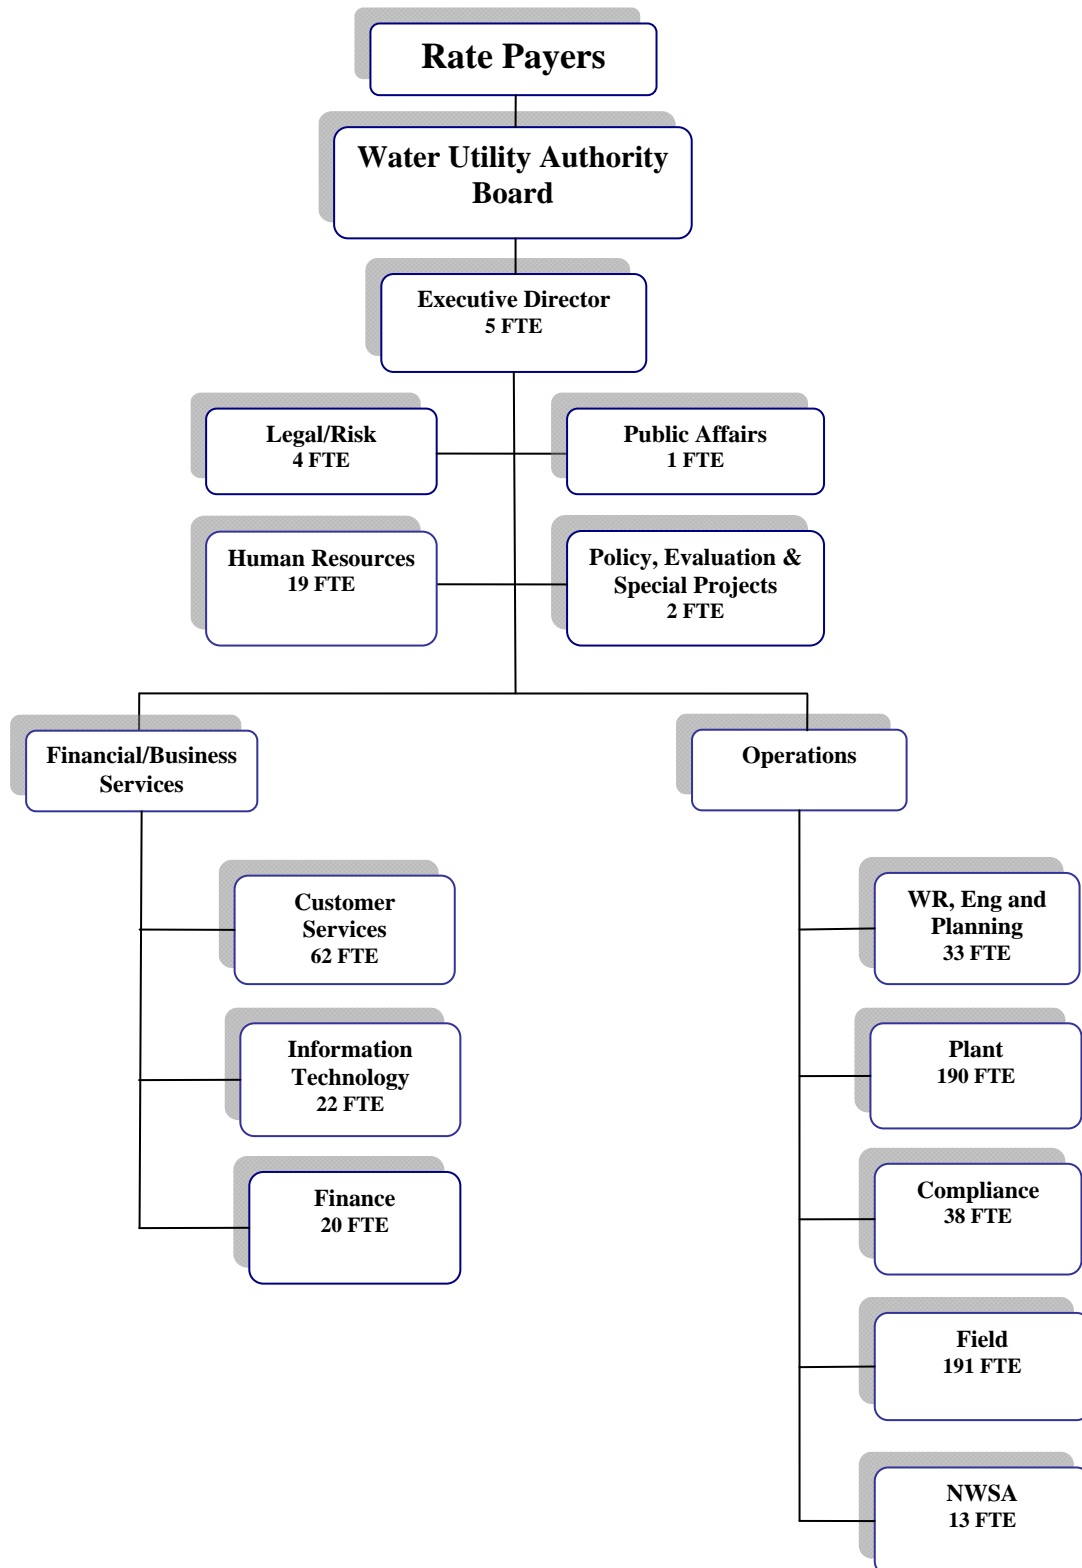 Rate Payers
Water Utility Authority
Board
Executive Director
5 FTE
Legal/Risk
4 FTE
Public Affairs
1 FTE
Human Resources
19 FTE
Policy, Evaluation &
Special Projects
2 FTE
Financial/Business
Services
Operations
Customer
Services
62 FTE
Information
Technology
22 FTE
Finance
20 FTE
WR, Eng and
Planning
33 FTE
Plant
190 FTE
Compliance
38 FTE
Field
191 FTE
NWSA
13 FTE